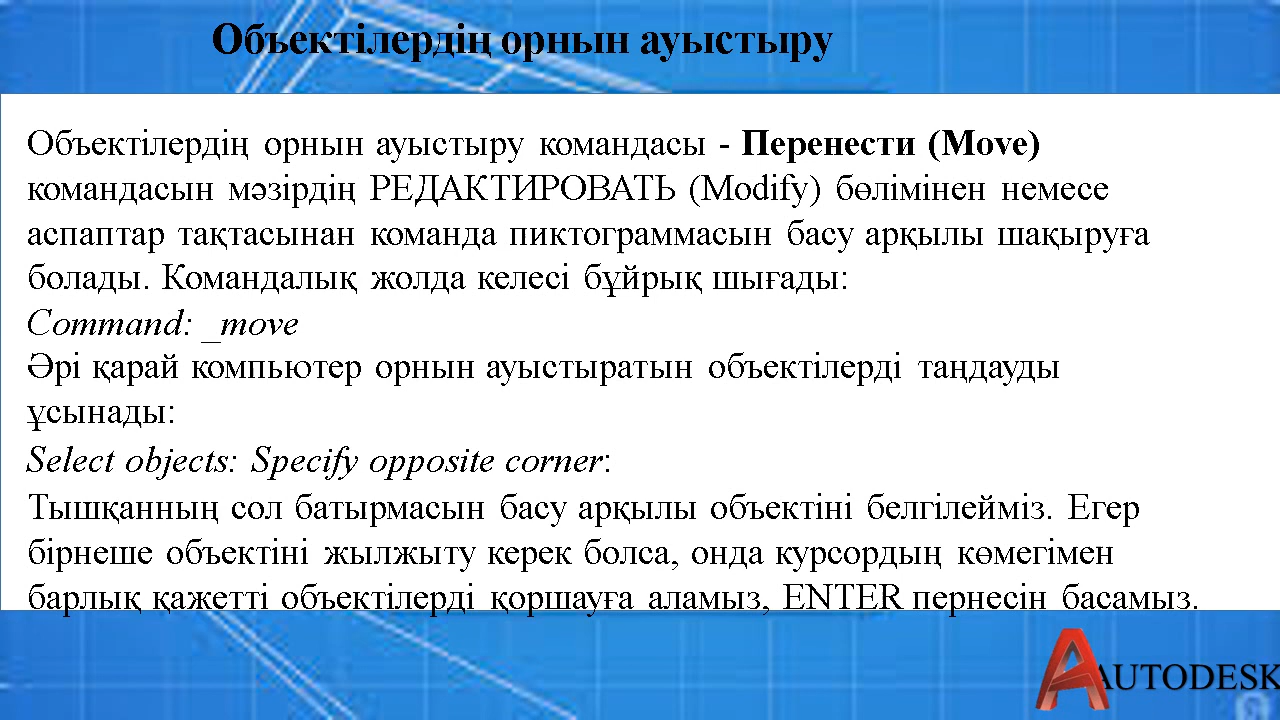 Объектілердің орнын ауыстыру
Объектілердің орнын ауыстыру командасы - Перенести (Move)
командасын мәзірдің РЕДАКТИРОВАТЬ (Modify) бөлімінен немесе
аспаптар тақтасынан команда пиктограммасын басу арқылы шақыруға
болады. Командалық жолда келесі бұйрық шығады:
Command: _move
Әрі қарай компьютер орнын ауыстыратын объектілерді таңдауды
ұсынады:
Select objects: Specify opposite corner:
Тышқанның сол батырмасын басу арқылы объектіні белгілейміз. Егер
бірнеше объектіні жылжыту керек болса, онда курсордың көмегімен
барлық қажетті объектілерді қоршауға аламыз, ENTER пернесін басамыз.
AUTODESK